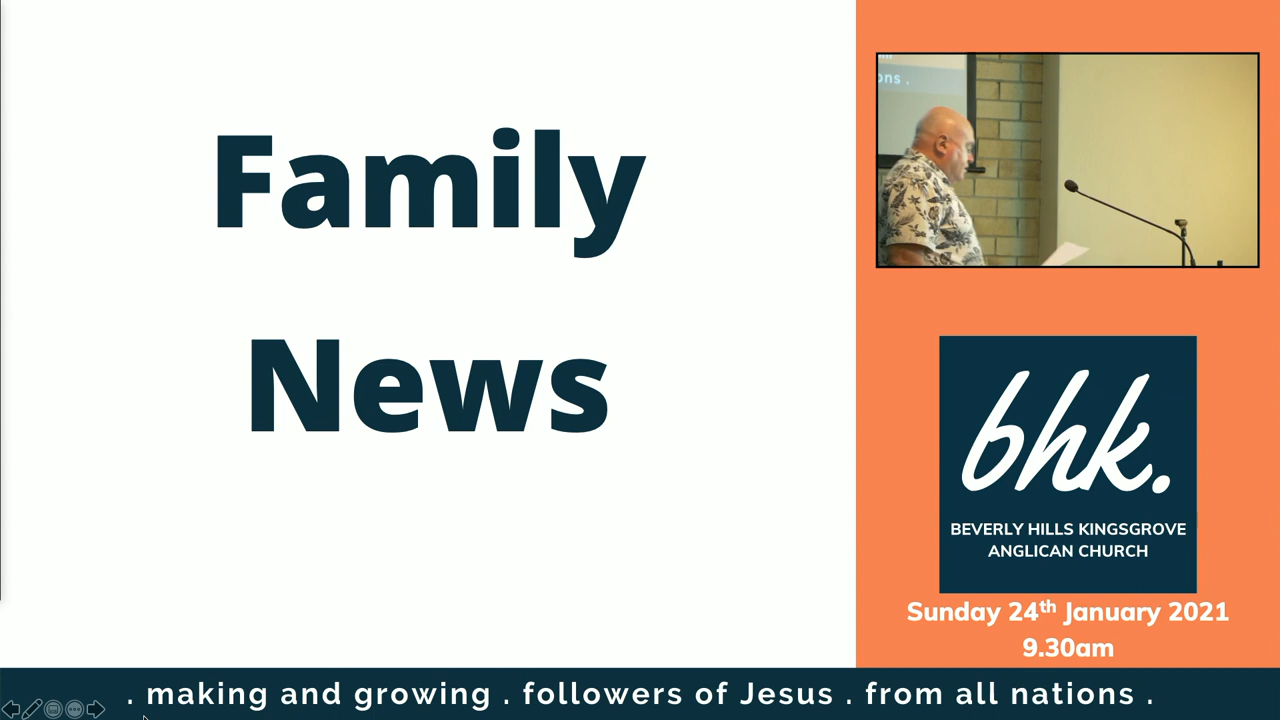 Family
News
ons .
bhk.
BEVERLY HILLS KINGSGROVE
ANGLICAN CHURCH
Sunday 24th January 2021
9.30am
. making and growing . followers of Jesus . from all nations .